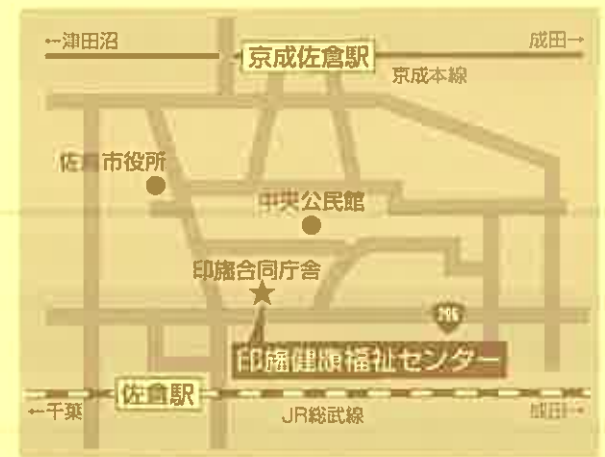 ←津田沼
京成佐倉駅
成田→
京成本線
佐倉市役所
中央公民館
印旛合同庁舎
296
印旛健康福祉センター
佐倉駅
←千葉
JR総武線
成田→